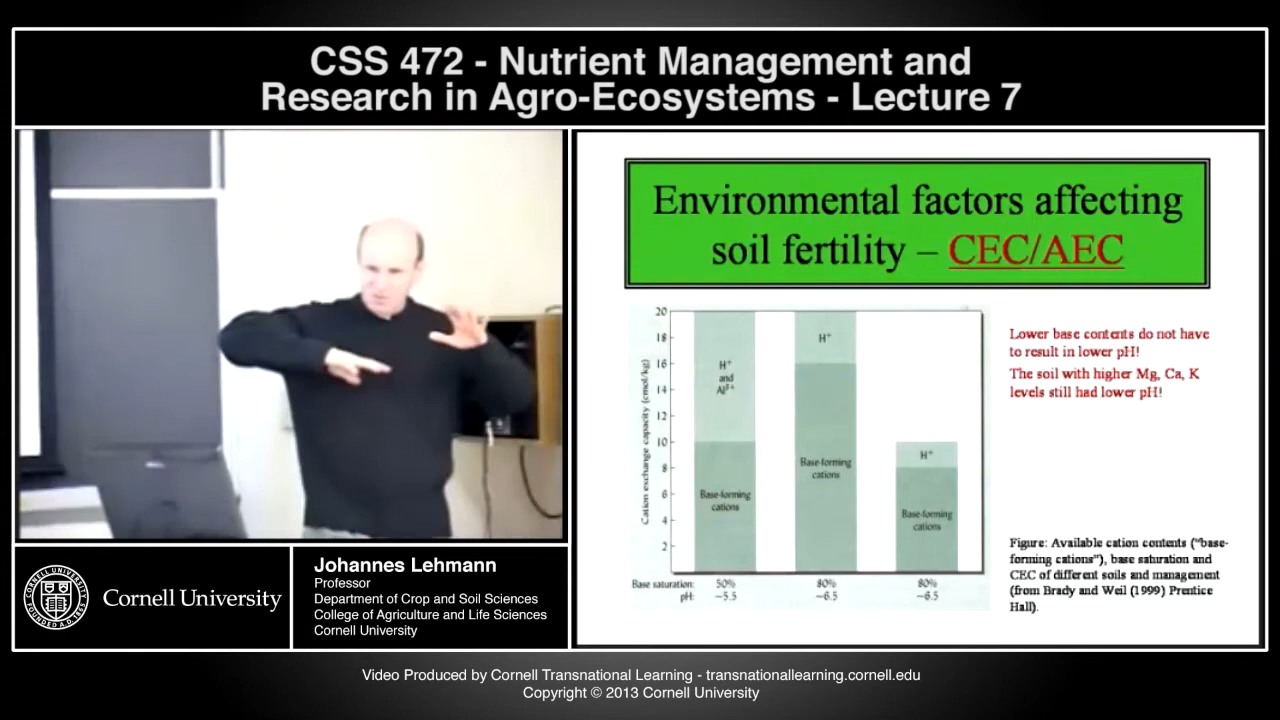 CSS 472 - Nutrient Management and
Research in Agro-Ecosystems - Lecture 7
Environmental factors affecting
soil fertility – CEC/AEC
Cation exchange capacity (cmol/kg)
20
18
16
14
12
10
8
6
4
2
H⁺
and
Al³⁺
Base-forming
cations
H⁺
Base-forming
cations
H⁺
Base-forming
cations
Base saturation: 50% 80% 80%
pH: ~5.5 ~6.5 ~6.5
Lower base contents do not have
to result in lower pH!
The soil with higher Mg, Ca, K
levels still had lower pH!
Figure: Available cation contents ("base-
forming cations"), base saturation and
CEC of different soils and management
(from Brady and Weil (1999) Prentice
Hall).
CORNELL UNIVERSITY
FOUNDED A.D.
Cornell University
Johannes Lehmann
Professor
Department of Crop and Soil Sciences
College of Agriculture and Life Sciences
Cornell University
Video Produced by Cornell Transnational Learning - transnationallearning.cornell.edu
Copyright © 2013 Cornell University